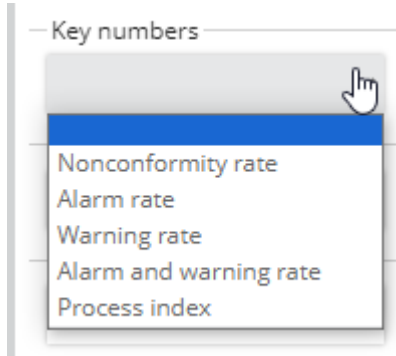 Key numbers
Nonconformity rate
Alarm rate
Warning rate
Alarm and warning rate
Process index